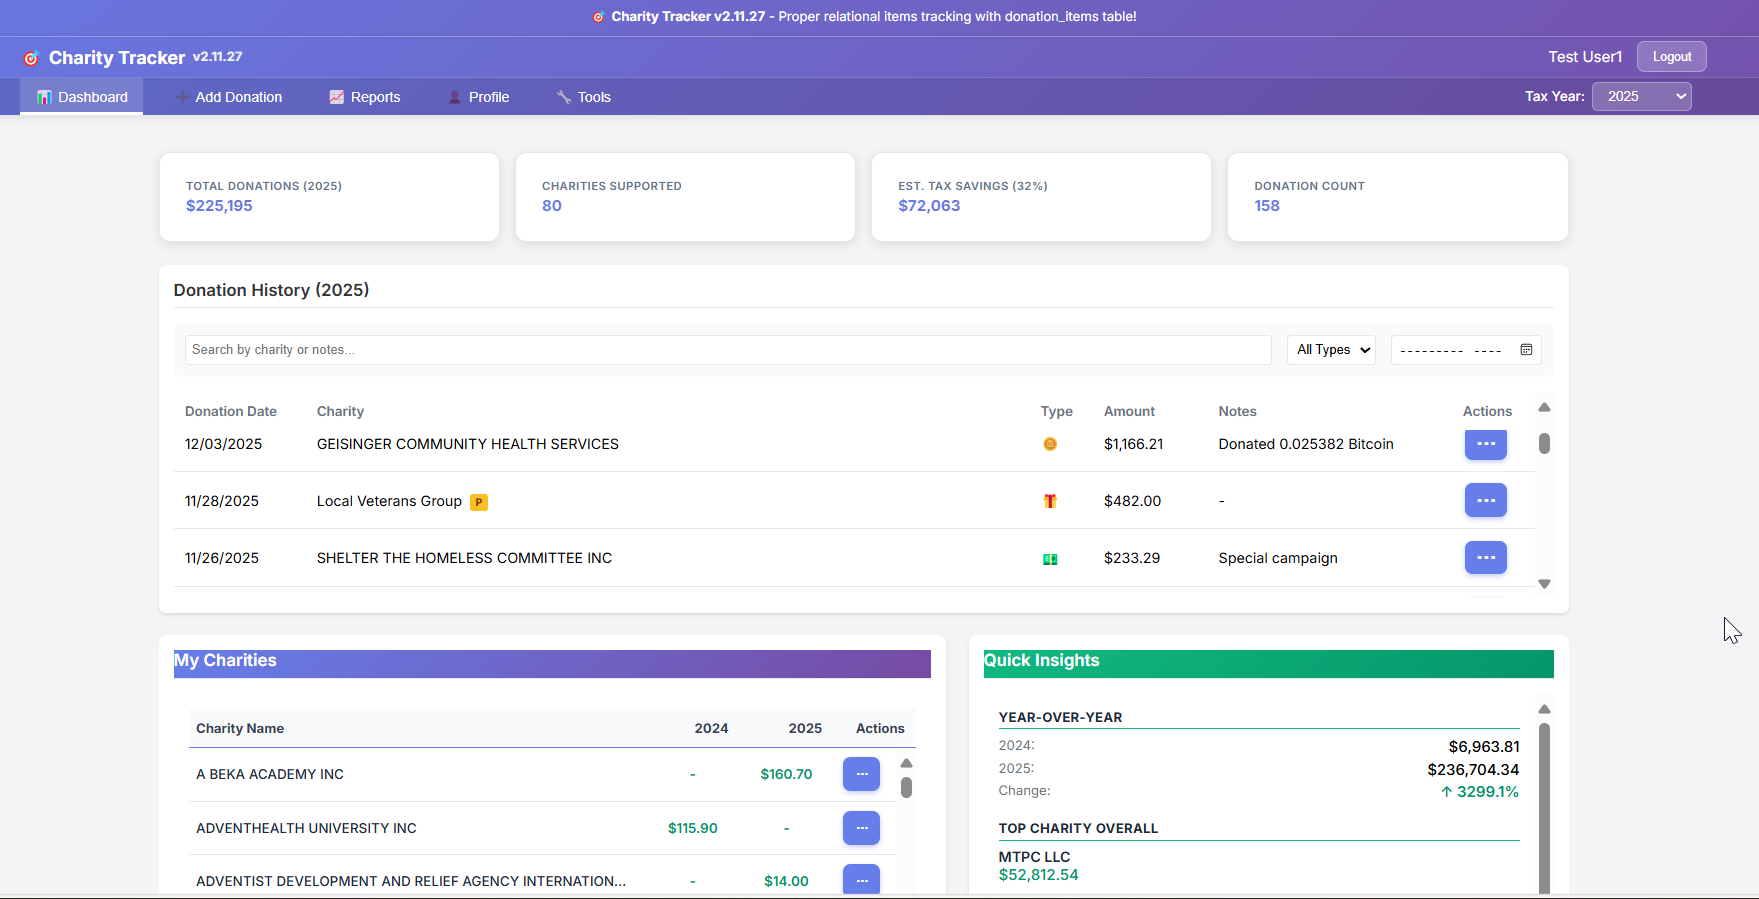 Charity Tracker v2.11.27 - Proper relational items tracking with donation_items table!
Charity Tracker v2.11.27
Test User1 Logout
Dashboard Add Donation Reports Profile Tools
Tax Year: 2025
TOTAL DONATIONS (2025)
$225,195
CHARITIES SUPPORTED
80
EST. TAX SAVINGS (32%)
$72,063
DONATION COUNT
158
Donation History (2025)
Search by charity or notes...
All Types
--------- ----
Donation Date Charity Type Amount Notes Actions
12/03/2025 GEISINGER COMMUNITY HEALTH SERVICES $1,166.21 Donated 0.025382 Bitcoin ...
11/28/2025 Local Veterans Group P $482.00 - ...
11/26/2025 SHELTER THE HOMELESS COMMITTEE INC $233.29 Special campaign ...
My Charities
Charity Name 2024 2025 Actions
A BEKA ACADEMY INC - $160.70 ...
ADVENTHEALTH UNIVERSITY INC $115.90 - ...
ADVENTIST DEVELOPMENT AND RELIEF AGENCY INTERNATION... - $14.00 ...
Quick Insights
YEAR-OVER-YEAR
2024: $6,963.81
2025: $236,704.34
Change: ↑ 3299.1%
TOP CHARITY OVERALL
MTPC LLC
$52,812.54